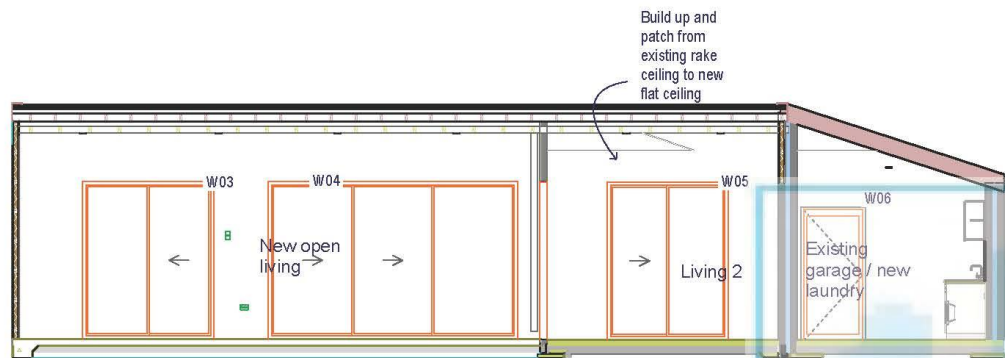 Build up and
patch from
existing rake
ceiling to new
flat ceiling
W03
W04
W05
W06
New open
living
Living 2
Existing
garage / new
laundry